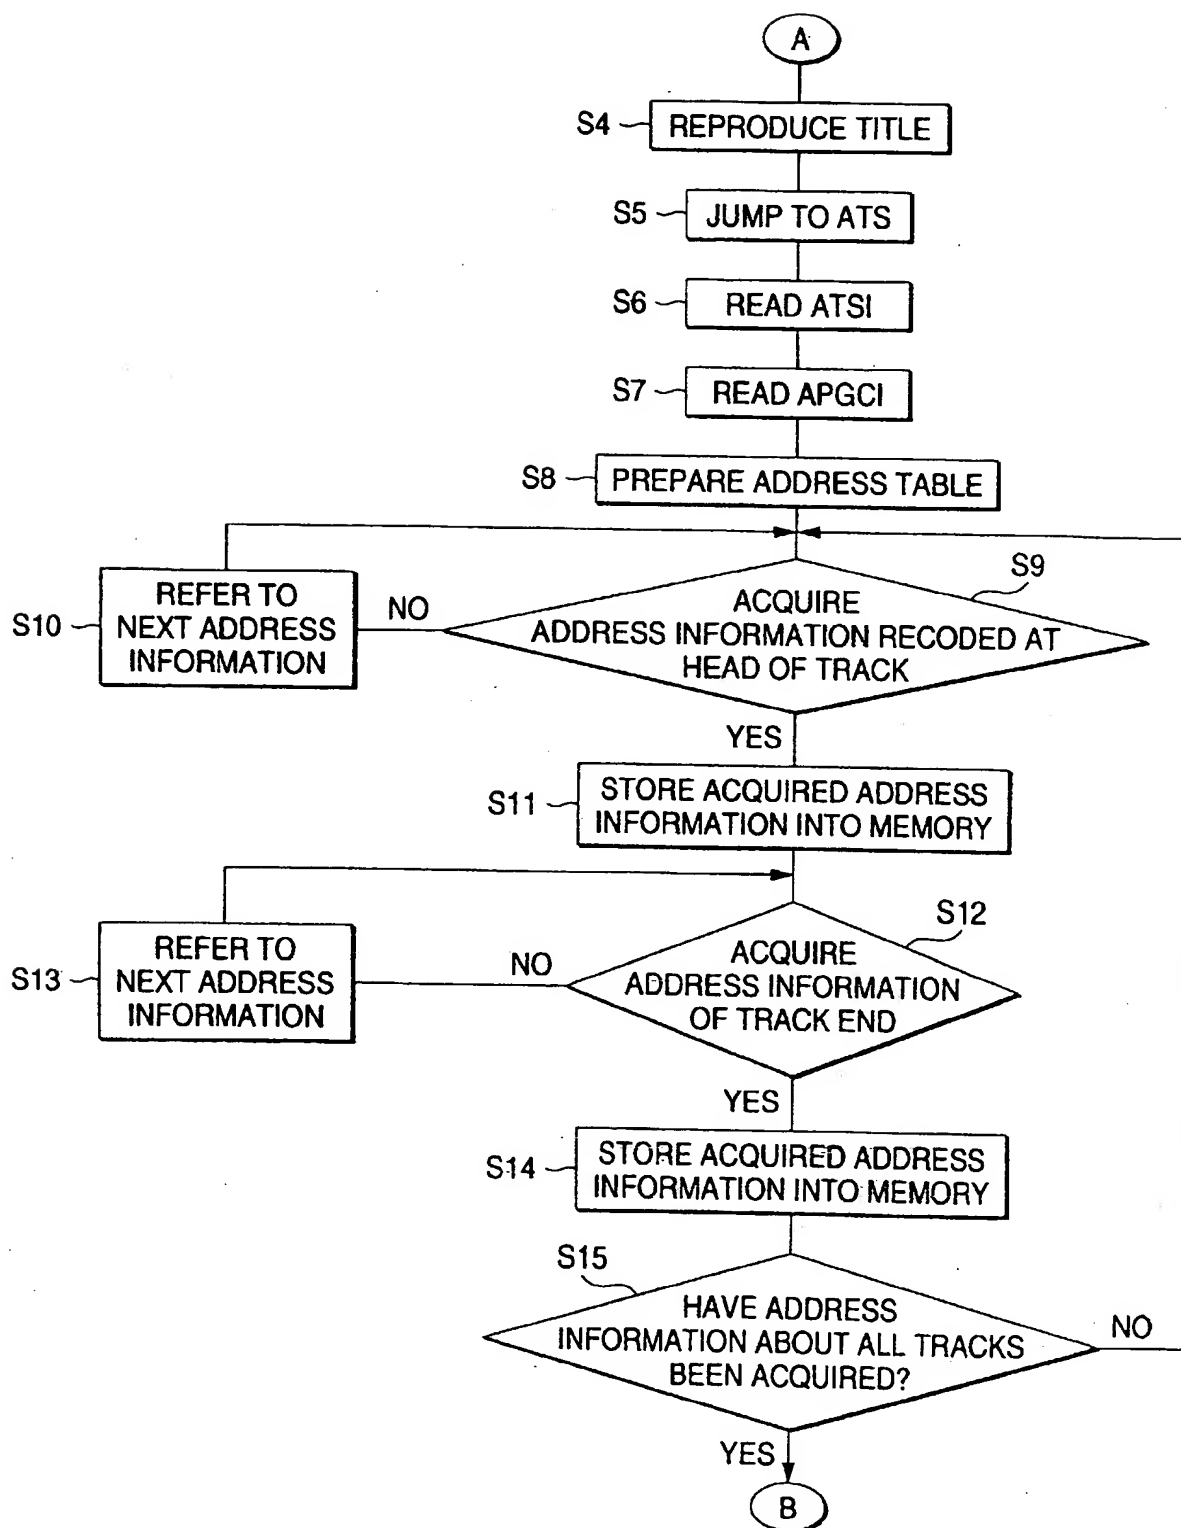 A
S4
REPRODUCE TITLE
S5
JUMP TO ATS
S6
READ ATSI
S7
READ APGCI
S8
PREPARE ADDRESS TABLE
S9
S10
REFER TO
NEXT ADDRESS
INFORMATION
NO
ACQUIRE
ADDRESS INFORMATION RECODED AT
HEAD OF TRACK
YES
S11
STORE ACQUIRED ADDRESS
INFORMATION INTO MEMORY
S12
S13
REFER TO
NEXT ADDRESS
INFORMATION
NO
ACQUIRE
ADDRESS INFORMATION
OF TRACK END
YES
S14
STORE ACQUIRED ADDRESS
INFORMATION INTO MEMORY
S15
HAVE ADDRESS
INFORMATION ABOUT ALL TRACKS
BEEN ACQUIRED?
NO
YES
B